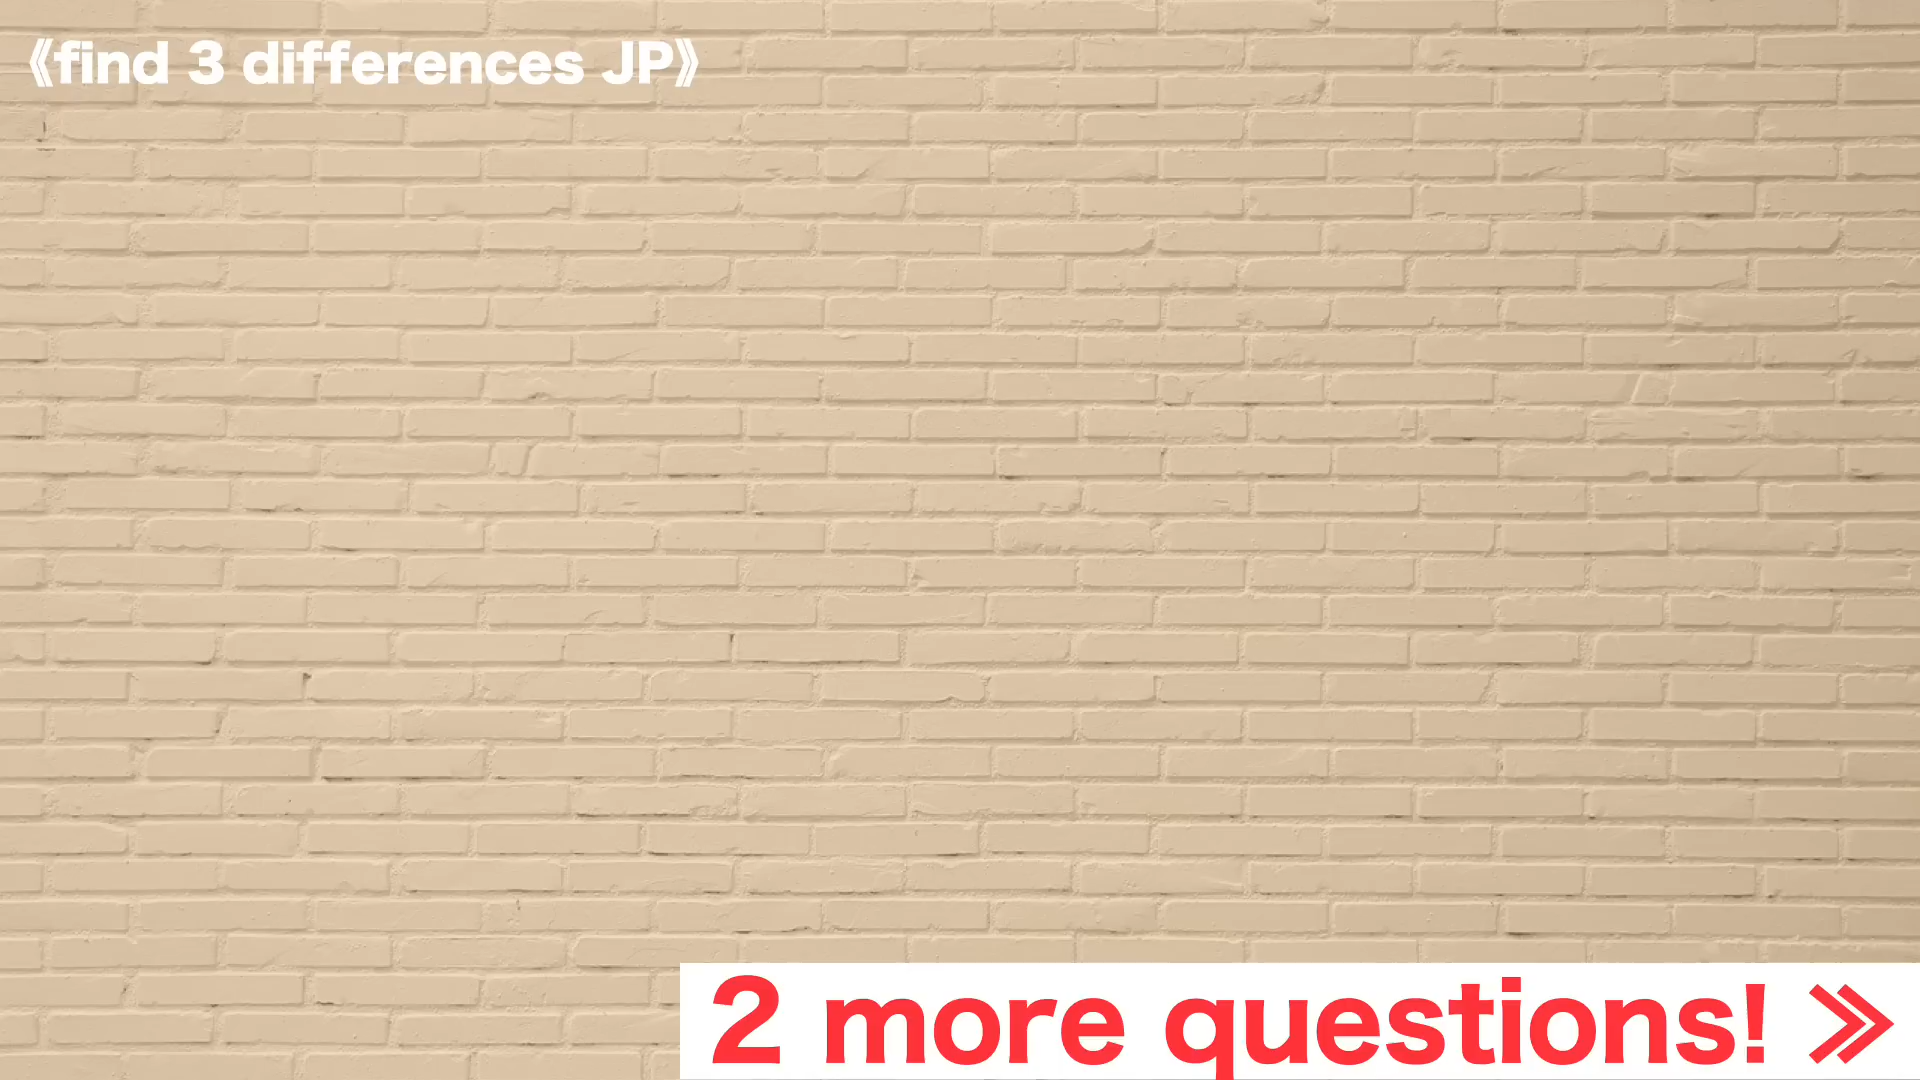 《find 3 differences JP》
2 more questions! »